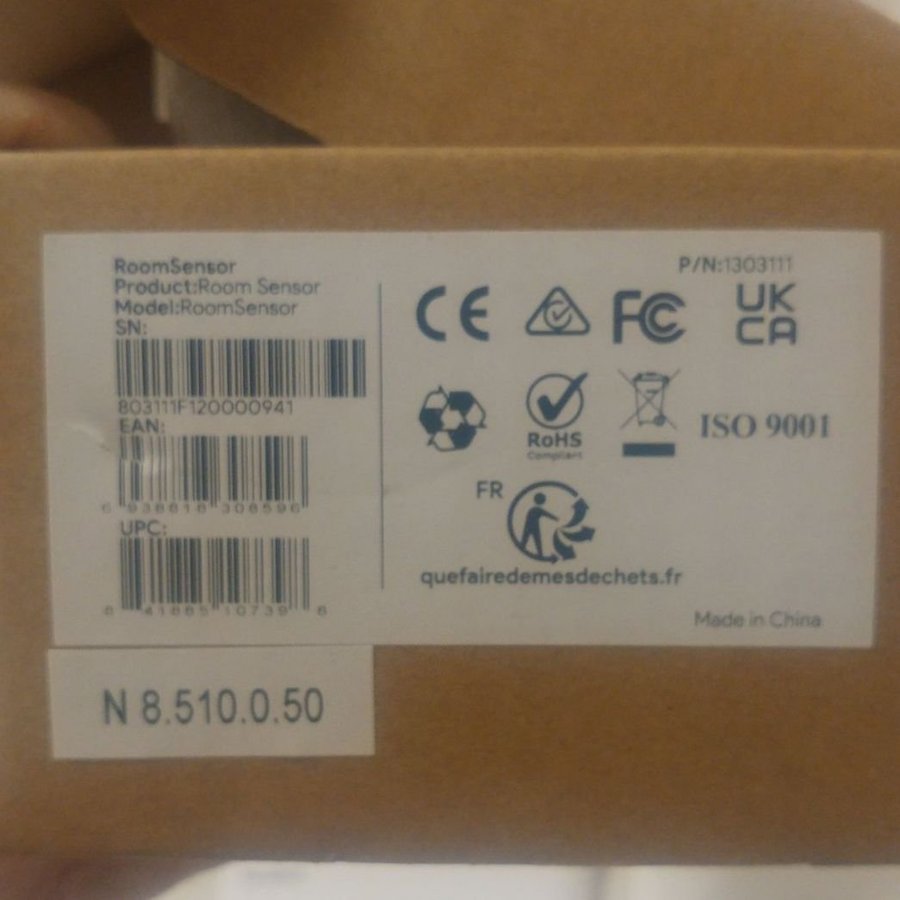 RoomSensor
Product:Room Sensor
Model:RoomSensor
SN:
803111F120000941
EAN:
6 938818 308596
UPC:
8 41885 10739 8
P/N:1303111
CE
FC
UK
CA
RoHS
Compliant
ISO 9001
FR
quefairedemesdechets.fr
Made in China
N 8.510.0.50